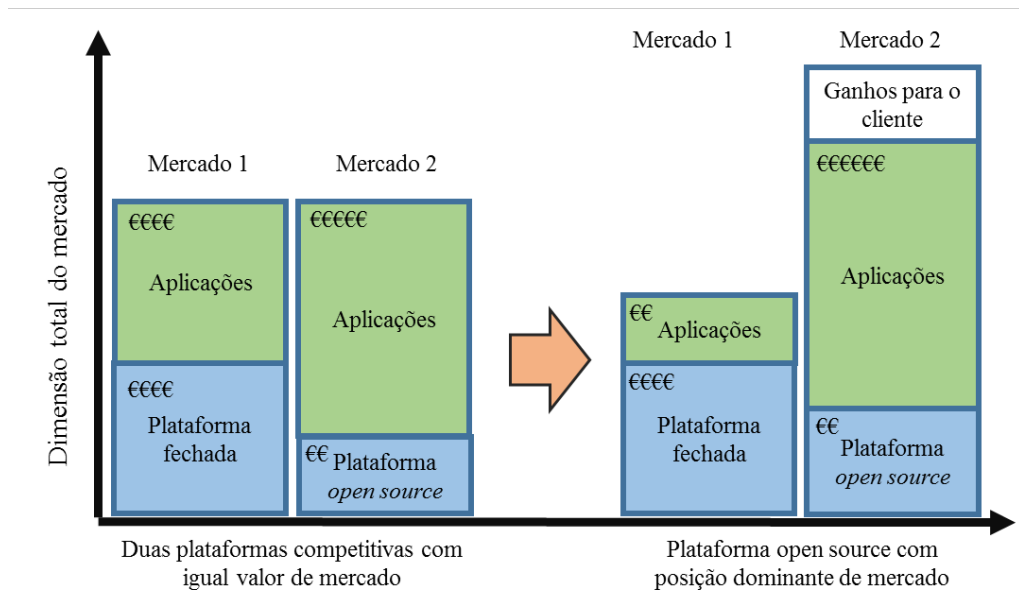 Dimensão total do mercado
Mercado 1
Mercado 2
€€€€
Aplicações
€€€€
Plataforma
fechada
€€€€€
Aplicações
€€ Plataforma
open source
Duas plataformas competitivas com
igual valor de mercado
Mercado 1
Mercado 2
€€
Aplicações
€€€€
Plataforma
fechada
Ganhos para o
cliente
€€€€€€
Aplicações
€€
Plataforma
open source
Plataforma open source com
posição dominante de mercado